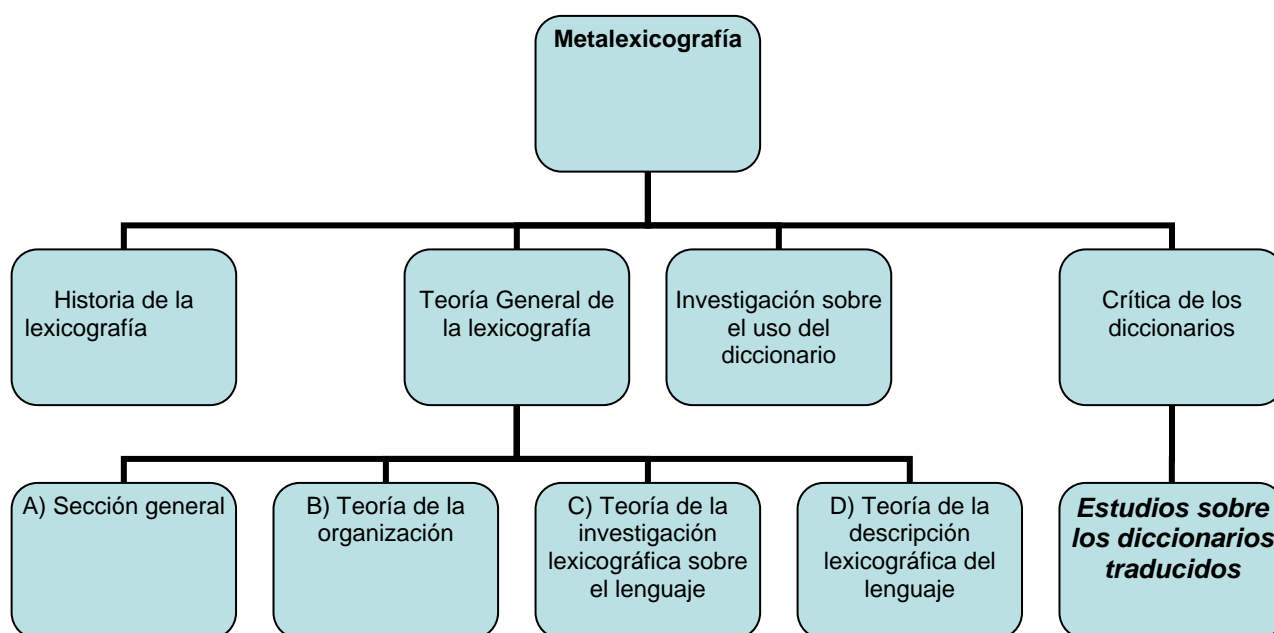 Metalexicografía
Historia de la
lexicografía
Teoría General de
la lexicografía
Investigación sobre
el uso del
diccionario
Crítica de los
diccionarios
A) Sección general
B) Teoría de la
organización
C) Teoría de la
investigación
lexicográfica sobre
el lenguaje
D) Teoría de la
descripción
lexicográfica del
lenguaje
Estudios sobre
los diccionarios
traducidos